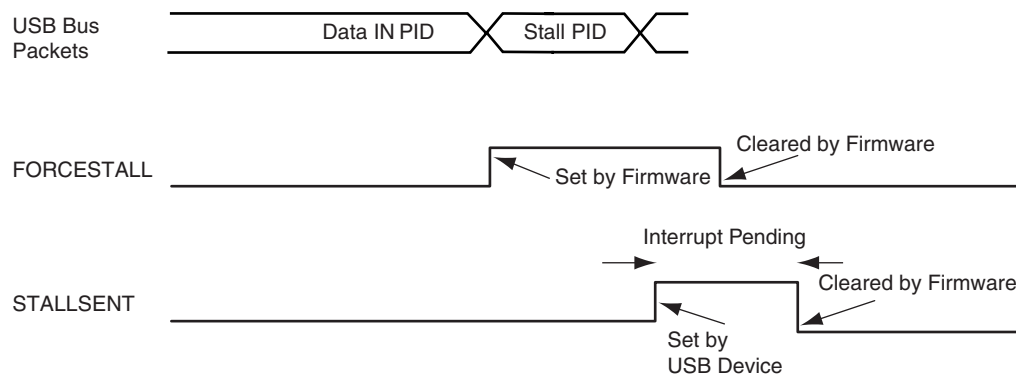 USB Bus
Packets
Data IN PID
Stall PID
FORCESTALL
Set by Firmware
Cleared by Firmware
Interrupt Pending
STALLSENT
Cleared by Firmware
Set by
USB Device